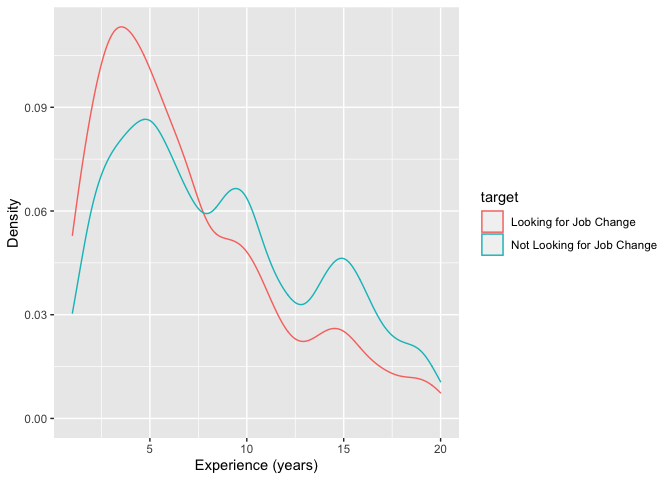 Density
0.09
0.06
0.03
0.00
5
10
15
20
Experience (years)
target
Looking for Job Change
Not Looking for Job Change